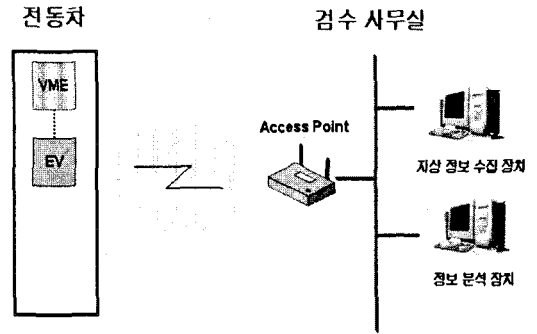 전동차
검수 사무실
VME
EV
Access Point
지상 정보 수집 장치
정보 분석 장치